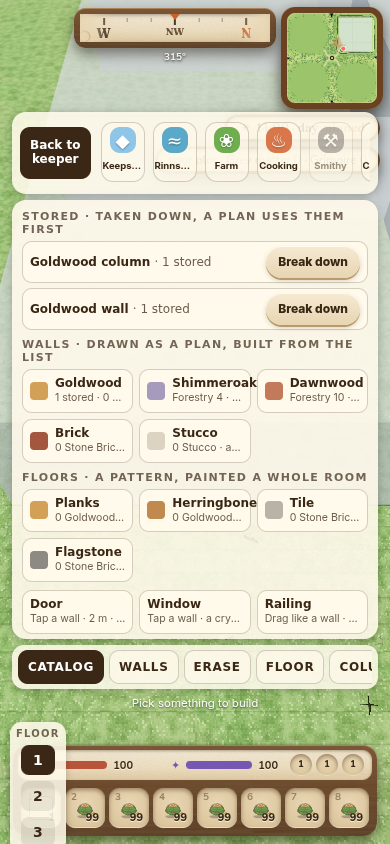 W NW N
315°
Back to
keeper
Keeps... Rinns... Farm Cooking Smithy C
STORED · TAKEN DOWN, A PLAN USES THEM
FIRST
Goldwood column · 1 stored Break down
Goldwood wall · 1 stored Break down
WALLS · DRAWN AS A PLAN, BUILT FROM THE
LIST
Goldwood Shimmeroak Dawnwood
1 stored · 0 ... Forestry 4 · ... Forestry 10 ·...
Brick Stucco
0 Stone Bric... 0 Stucco · a...
FLOORS · A PATTERN, PAINTED A WHOLE ROOM
Planks Herringbone Tile
0 Goldwood... 0 Goldwood... 0 Stone Bric...
Flagstone
0 Stone Bric...
Door Window Railing
Tap a wall · 2 m · ... Tap a wall · a cry... Drag like a wall · ...
CATALOG WALLS ERASE FLOOR COLU
Pick something to build
FLOOR
1 100 100 1 1 1
2 2 3 4 5 6 7 8
99 99 99 99 99 99 99
3